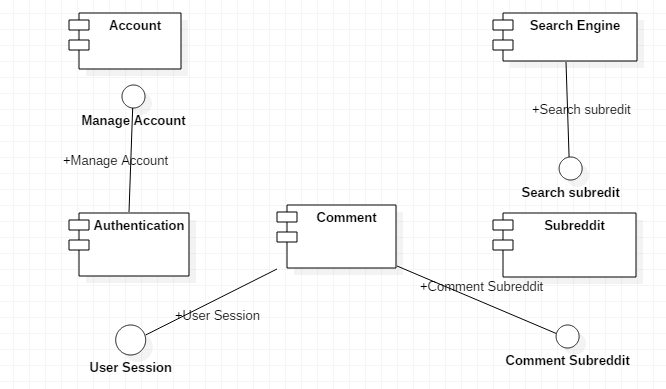 Account
Search Engine
Manage Account
+Search subredit
+Manage Account
Search subredit
Authentication
Comment
Subreddit
+Comment Subreddit
+User Session
User Session
Comment Subreddit